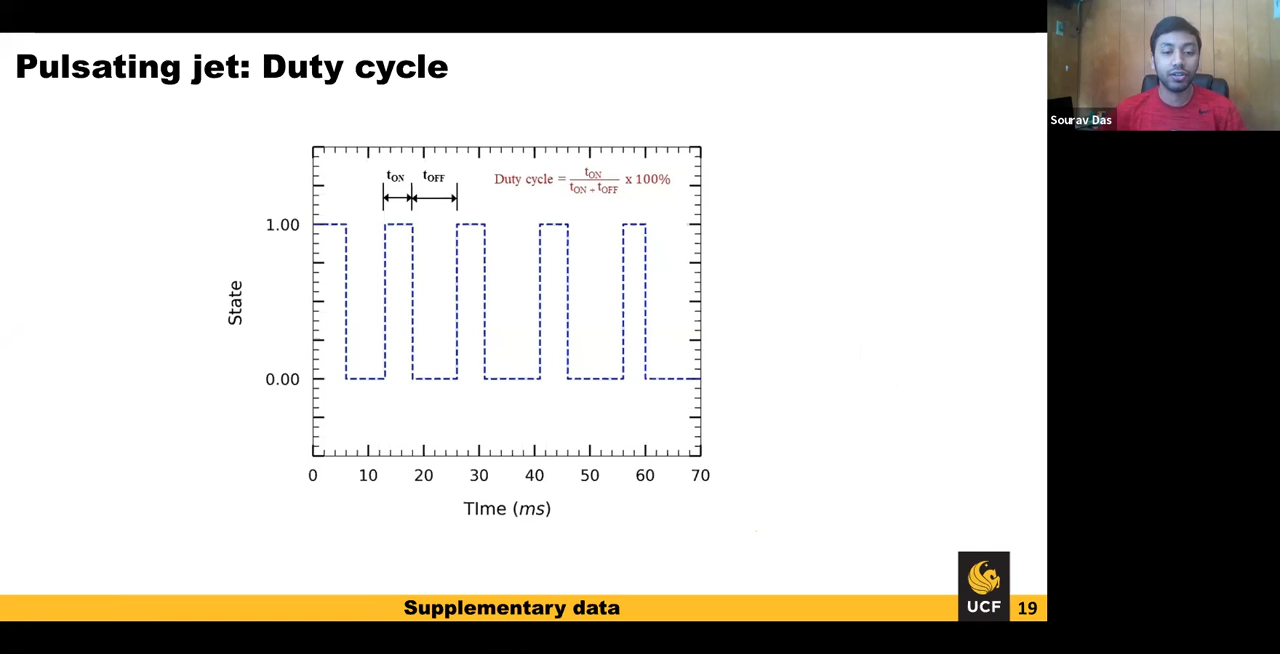 Pulsating jet: Duty cycle
Sourav Das
tON
tOFF
Duty cycle = tON / tON + tOFF x 100%
1.00
0.00
State
0 10 20 30 40 50 60 70
TIme (ms)
Supplementary data
UCF
19